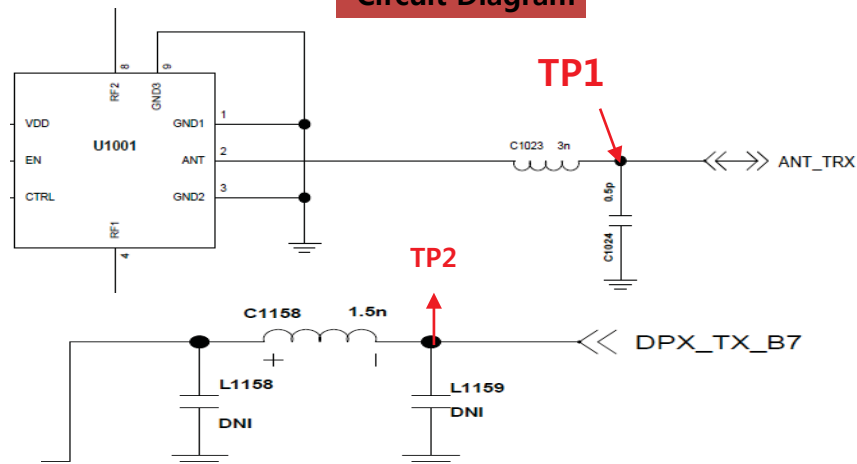 Circuit Diagram
TP1
8
9
RF2
GND3
VDD
GND1
1
U1001
EN
ANT
2
CTRL
GND2
3
RF1
4
C1023 3n
ANT_TRX
0.5p
C1024
TP2
C1158 1.5n
DPX_TX_B7
L1158
DNI
L1159
DNI